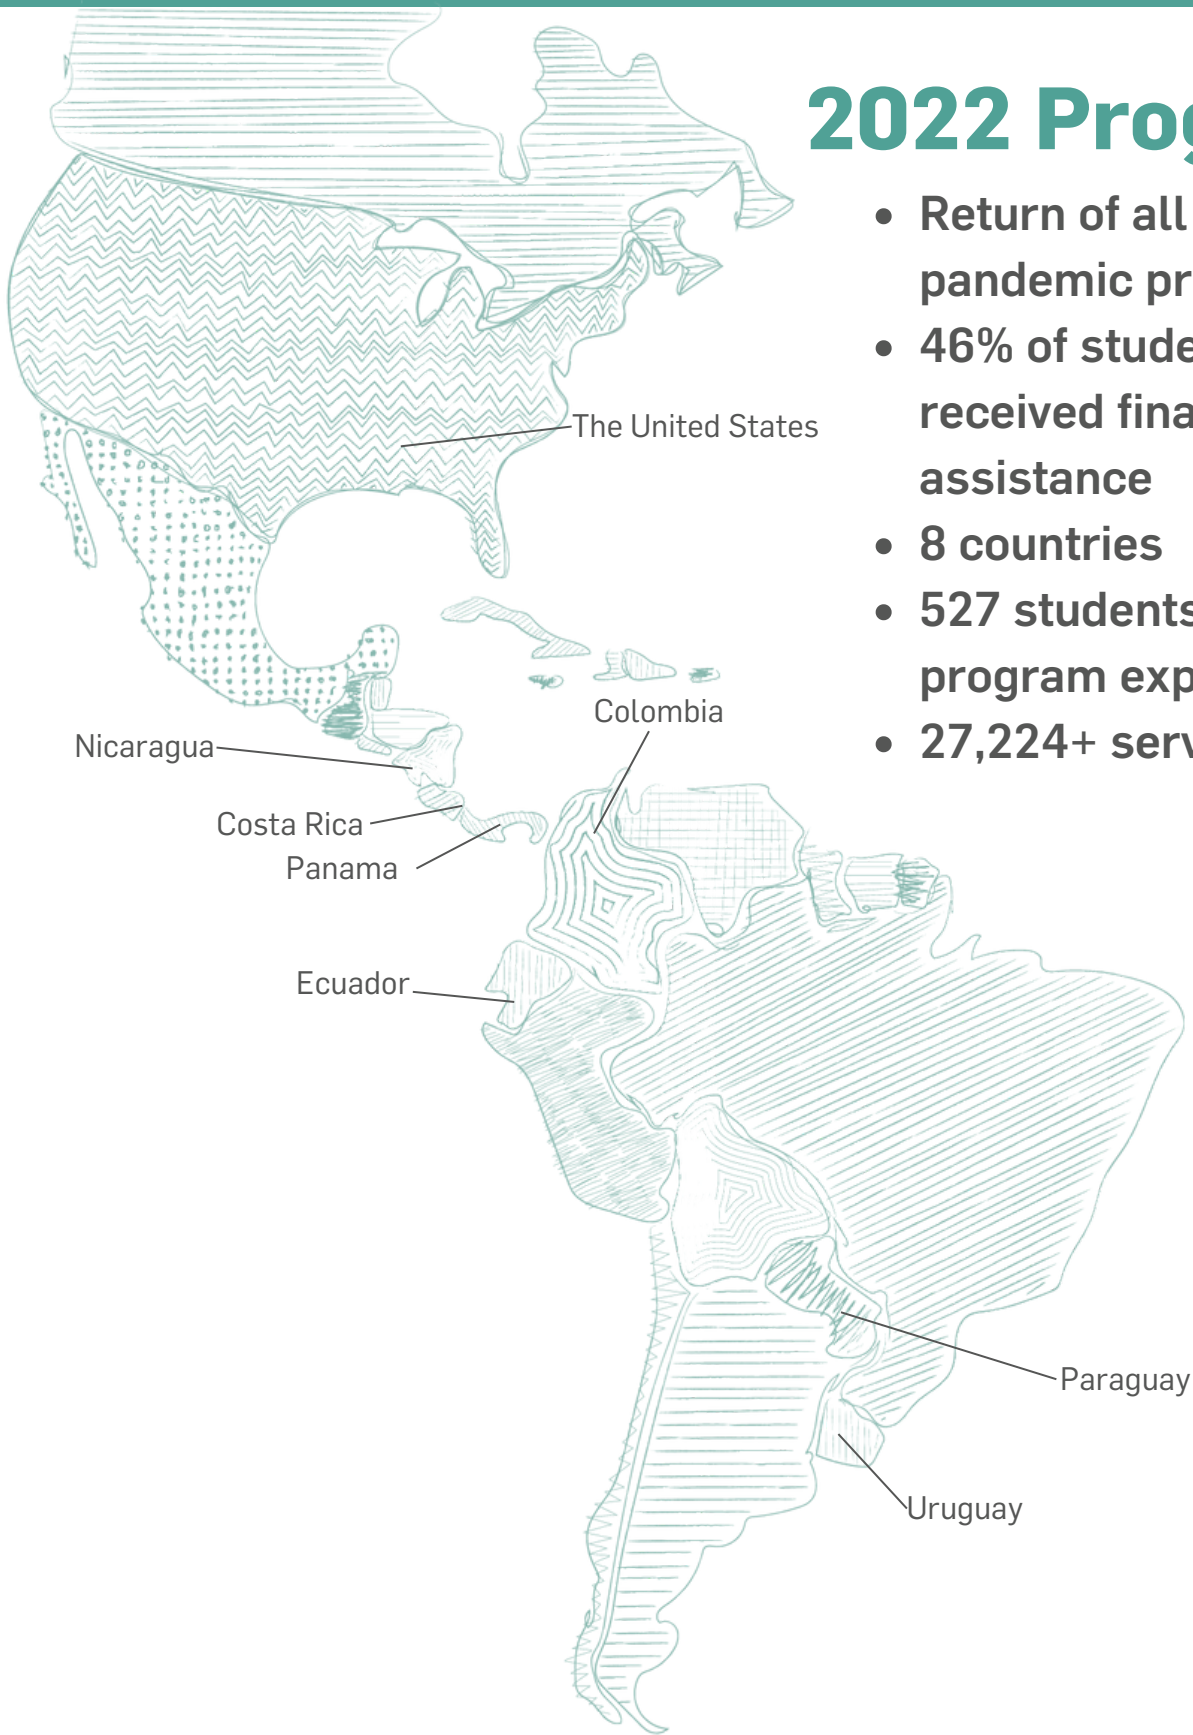 2022 Prog
• Return of all
pandemic pr
• 46% of stude
received fina
assistance
• 8 countries
• 527 students
program exp
• 27,224+ serv
The United States
Colombia
Nicaragua
Costa Rica
Panama
Ecuador
Paraguay
Uruguay